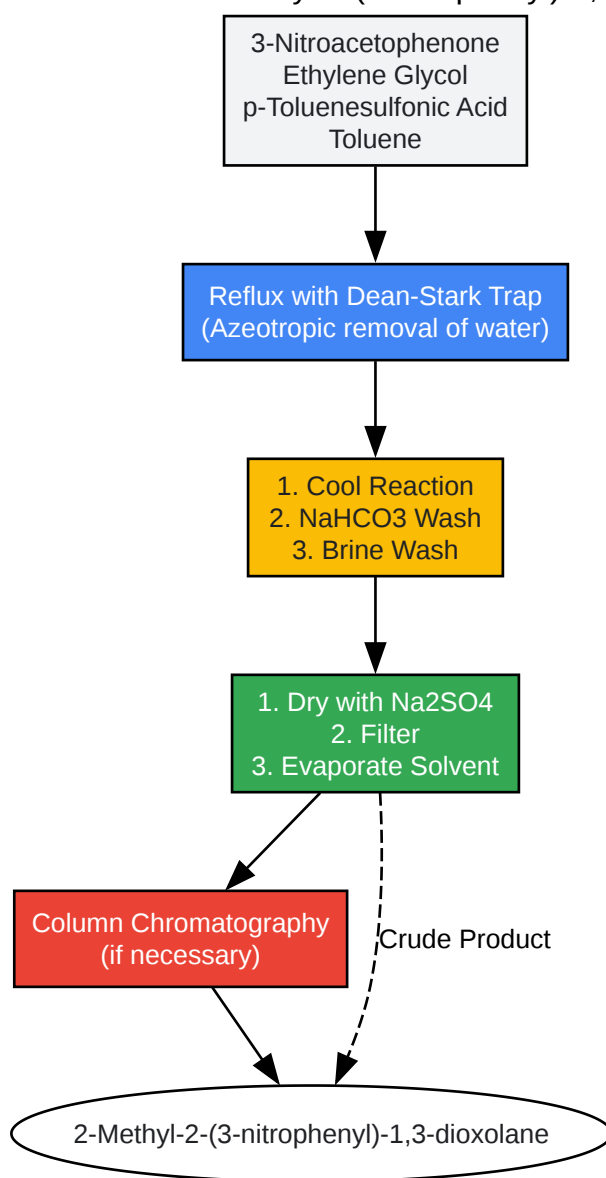 3-Nitroacetophenone
Ethylene Glycol
p-Toluenesulfonic Acid
Toluene
Reflux with Dean-Stark Trap
(Azeotropic removal of water)
1. Cool Reaction
2. NaHCO3 Wash
3. Brine Wash
1. Dry with Na2SO4
2. Filter
3. Evaporate Solvent
Column Chromatography
(if necessary)
Crude Product
2-Methyl-2-(3-nitrophenyl)-1,3-dioxolane